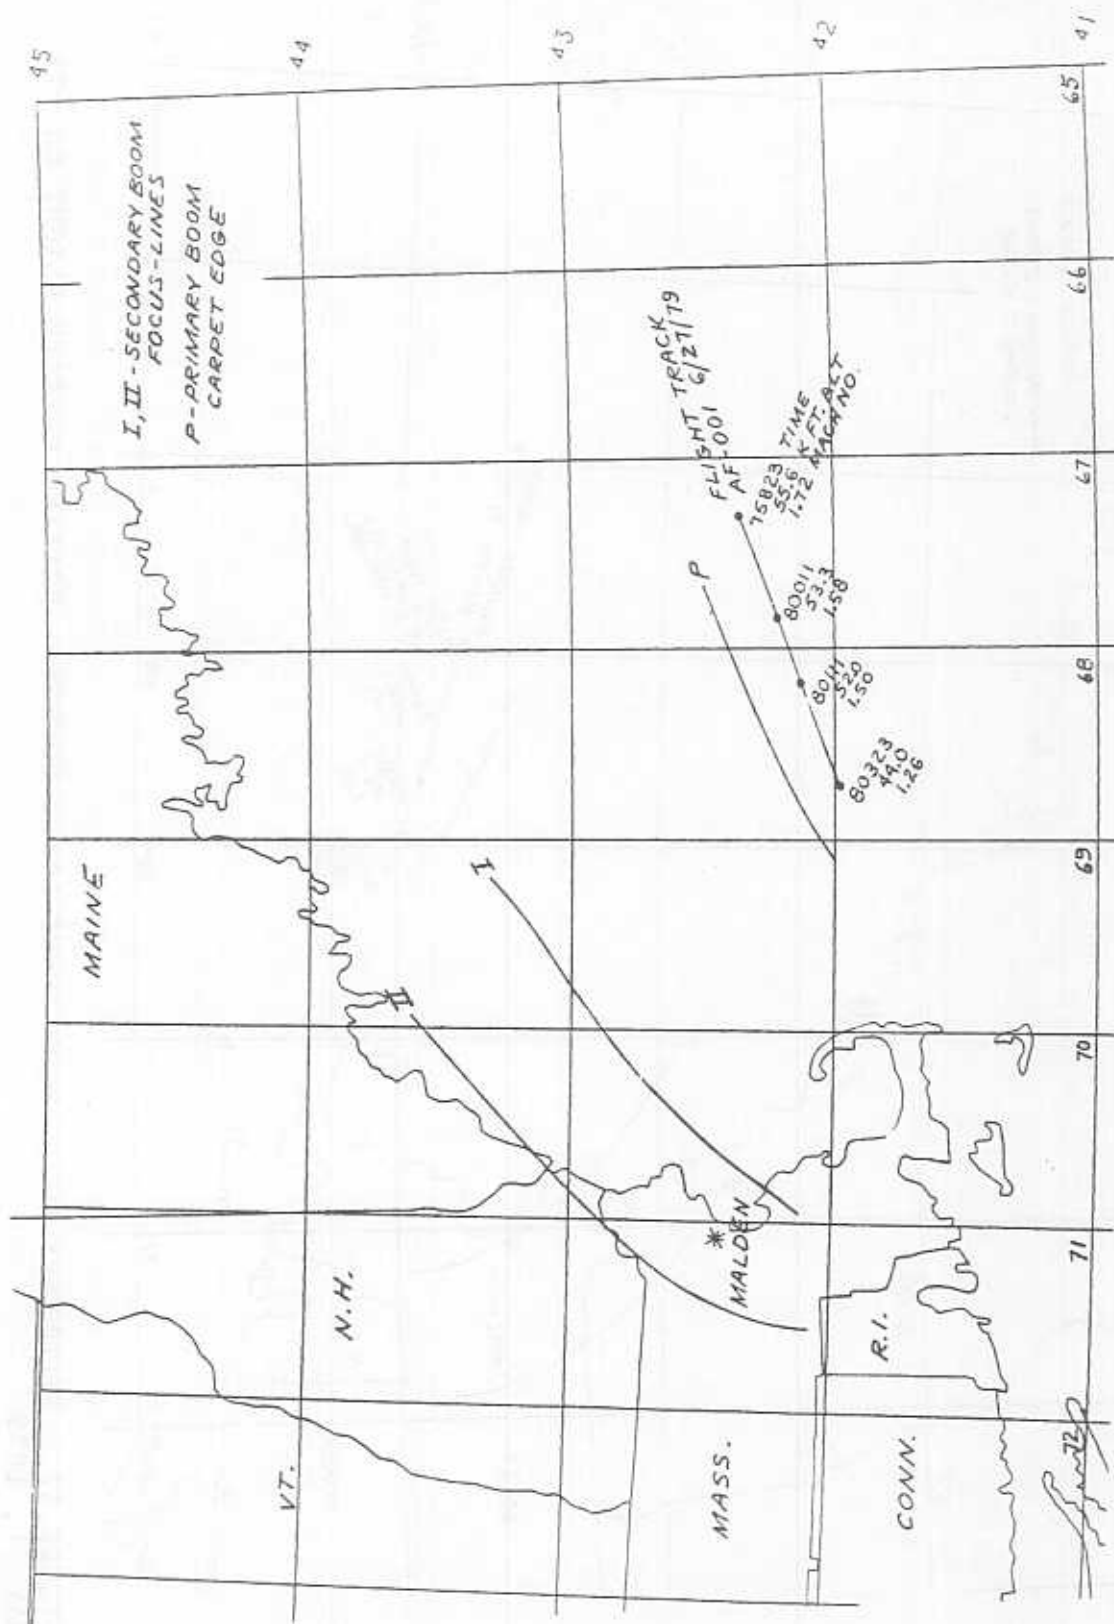 I, II - SECONDARY BOOM
FOCUS-LINES
P-PRIMARY BOOM
CARPET EDGE
MAINE
VT.
N.H.
MASS.
CONN.
R.I.
* MALDEN
I
II
P
FLIGHT TRACK
AF-001 6/27/79
75823 TIME
55.6 K FT. ALT
1.72 MACH NO.
80011
53.3
1.58
80111
52.0
1.50
80323
44.0
1.26
45
44
43
42
41
72
71
70
69
68
67
66
65